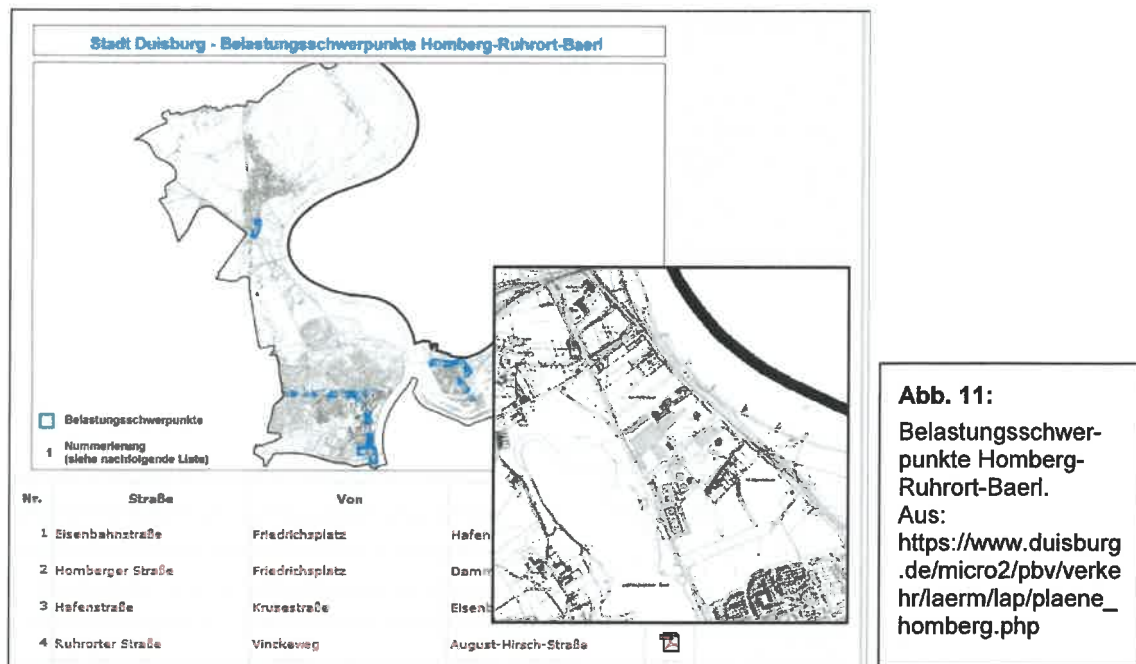 Stadt Duisburg - Belastungsschwerpunkte Homberg-Ruhrort-Baerl
Belastungsschwerpunkte
1 Nummerierung
(siehe nachfolgende Liste)
Nr. Straße Von
1 Eisenbahnstraße Friedrichsplatz Hafen
2 Homberger Straße Friedrichsplatz Damm
3 Hafenstraße Krusestraße Eisenb
4 Ruhrorter Straße Vinckeweg August-Hirsch-Straße
Abb. 11:
Belastungsschwer-
punkte Homberg-
Ruhrort-Baerl.
Aus:
https://www.duisburg
.de/micro2/pbv/verke
hr/laerm/lap/plaene_
homberg.php